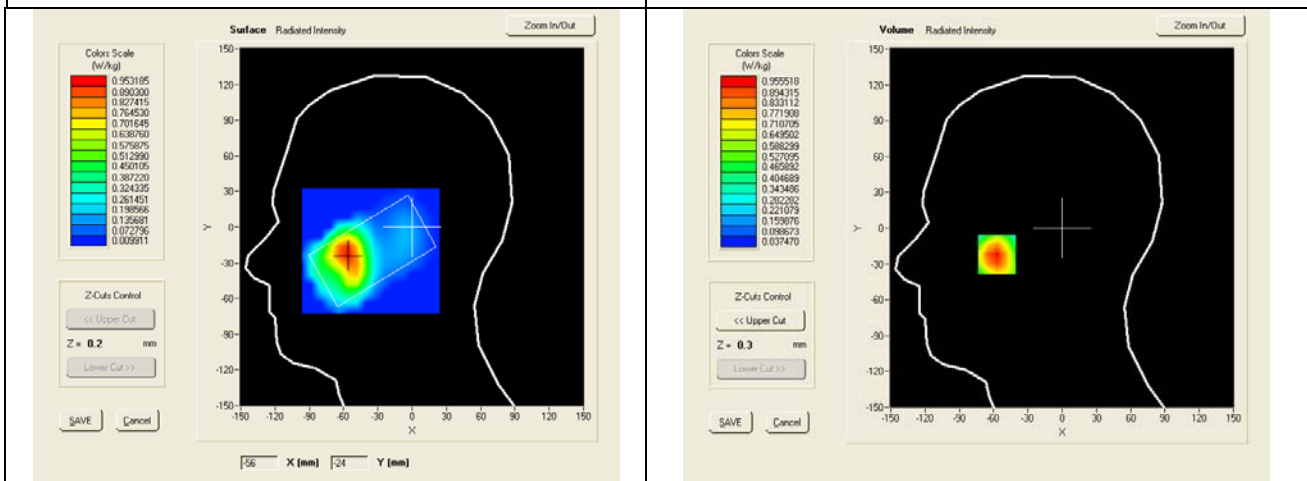 Surface Radiated Intensity
Zoom In/Out
Colors Scale
(W/kg)
0.953185
0.890300
0.827415
0.764530
0.701645
0.638760
0.575875
0.512990
0.450105
0.387220
0.324335
0.261451
0.198566
0.135681
0.072796
0.009911
Z-Cuts Control
<< Upper Cut
Z = 0.2 mm
Lower Cut >>
SAVE Cancel
150
120
90
60
30
0
-30
-60
-90
-120
-150
Y
-150 -120 -90 -60 -30 0 30 60 90 120 150
X
-56 X (mm) -24 Y (mm)
Volume Radiated Intensity
Zoom In/Out
Colors Scale
(W/kg)
0.955518
0.894315
0.833112
0.771908
0.710705
0.649502
0.588299
0.527095
0.465892
0.404689
0.343486
0.282282
0.221079
0.159876
0.098673
0.037470
Z-Cuts Control
<< Upper Cut
Z = 0.3 mm
Lower Cut >>
SAVE Cancel
150
120
90
60
30
0
-30
-60
-90
-120
-150
Y
-150 -120 -90 -60 -30 0 30 60 90 120 150
X